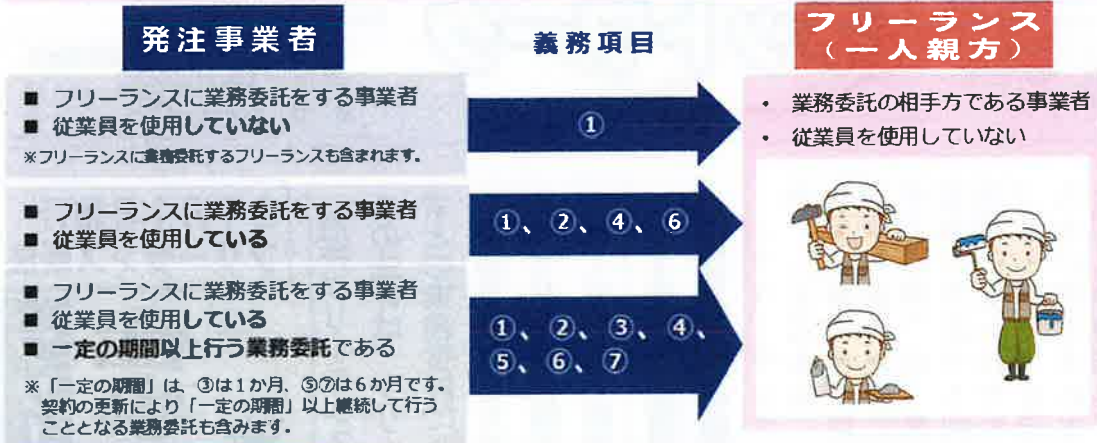 発注事業者
義務項目
フリーランス
（一人親方）
■ フリーランスに業務委託をする事業者
■ 従業員を使用していない
※フリーランスに業務委託するフリーランスも含まれます。
①
・ 業務委託の相手方である事業者
・ 従業員を使用していない
■ フリーランスに業務委託をする事業者
■ 従業員を使用している
①、②、④、⑥
■ フリーランスに業務委託をする事業者
■ 従業員を使用している
■ 一定の期間以上行う業務委託である
※「一定の期間」は、③は1か月、⑤⑦は6か月です。
契約の更新により「一定の期間」以上継続して行う
こととなる業務委託も含みます。
①、②、③、④、
⑤、⑥、⑦